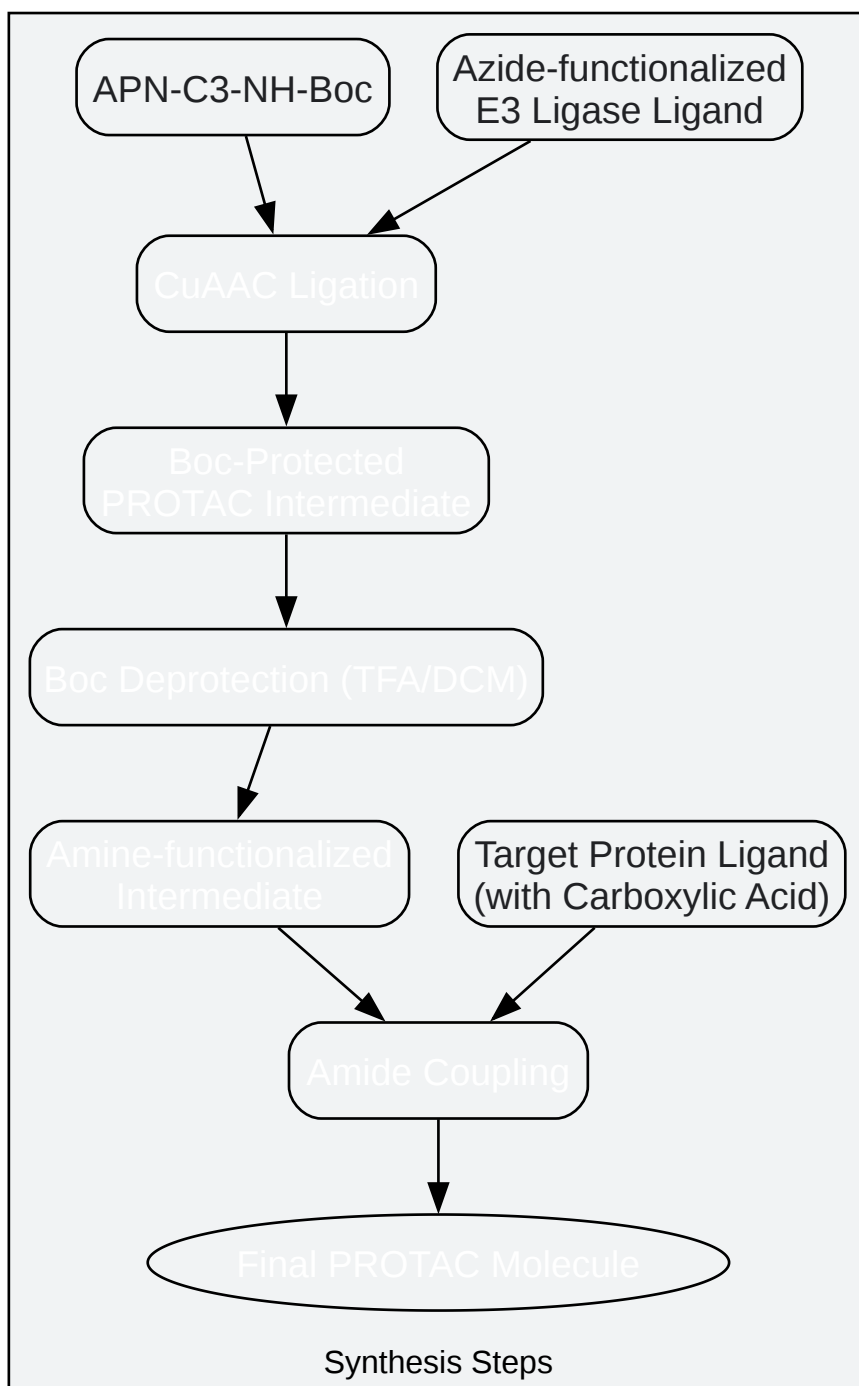 APN-C3-NH-Boc
Azide-functionalized
E3 Ligase Ligand
CuAAC Ligation
Boc-Protected
PROTAC Intermediate
Boc Deprotection (TFA/DCM)
Amine-functionalized
Intermediate
Target Protein Ligand
(with Carboxylic Acid)
Amide Coupling
Final PROTAC Molecule
Synthesis Steps